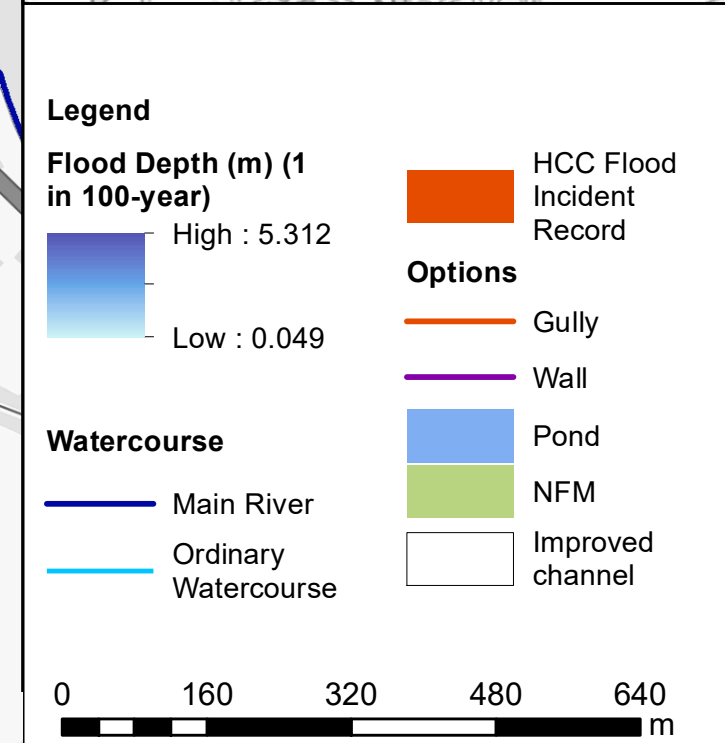 Legend
Flood Depth (m) (1
in 100-year)
High : 5.312
Low : 0.049
Watercourse
Main River
Ordinary
Watercourse
HCC Flood
Incident
Record
Options
Gully
Wall
Pond
NFM
Improved
channel
0 160 320 480 640
m